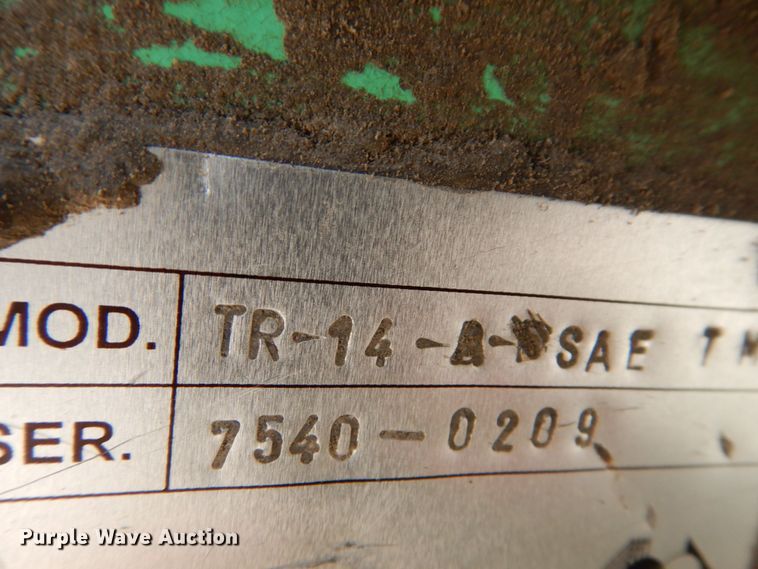 MOD. TR-14-A- SAE
SER. 7540-0209
Purple Wave Auction